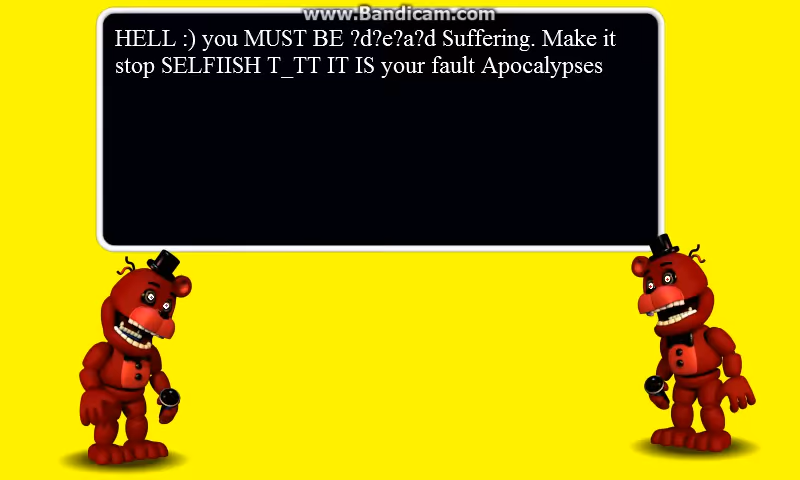 www.Bandicam.com
HELL :) you MUST BE ?d?e?a?d Suffering. Make it
stop SELFIISH T_TT IT IS your fault Apocalypses